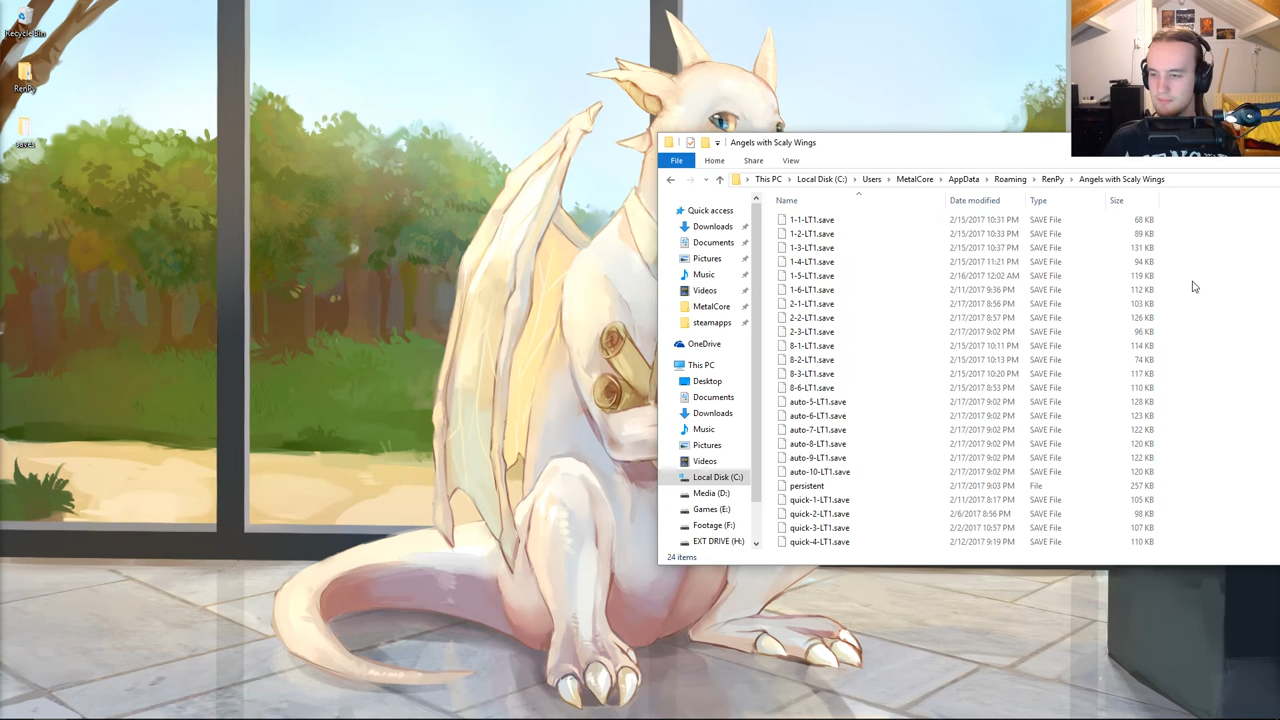 Recycle Bin
RenPy
saves
Angels with Scaly Wings
File Home Share View
This PC Local Disk (C:) Users MetalCore AppData Roaming RenPy Angels with Scaly Wings
Quick access
Downloads
Documents
Pictures
Music
Videos
MetalCore
steamapps
OneDrive
This PC
Desktop
Documents
Downloads
Music
Pictures
Videos
Local Disk (C:)
Media (D:)
Games (E:)
Footage (F:)
EXT DRIVE (H:)
Name Date modified Type Size
1-1-LT1.save 2/15/2017 10:31 PM SAVE File 68 KB
1-2-LT1.save 2/15/2017 10:33 PM SAVE File 89 KB
1-3-LT1.save 2/15/2017 10:37 PM SAVE File 131 KB
1-4-LT1.save 2/15/2017 11:21 PM SAVE File 94 KB
1-5-LT1.save 2/16/2017 12:02 AM SAVE File 119 KB
1-6-LT1.save 2/11/2017 9:36 PM SAVE File 112 KB
2-1-LT1.save 2/17/2017 8:56 PM SAVE File 103 KB
2-2-LT1.save 2/17/2017 8:57 PM SAVE File 126 KB
2-3-LT1.save 2/17/2017 9:02 PM SAVE File 96 KB
8-1-LT1.save 2/15/2017 10:11 PM SAVE File 114 KB
8-2-LT1.save 2/15/2017 10:13 PM SAVE File 74 KB
8-3-LT1.save 2/15/2017 10:20 PM SAVE File 117 KB
8-6-LT1.save 2/15/2017 8:53 PM SAVE File 110 KB
auto-5-LT1.save 2/17/2017 9:02 PM SAVE File 128 KB
auto-6-LT1.save 2/17/2017 9:02 PM SAVE File 123 KB
auto-7-LT1.save 2/17/2017 9:02 PM SAVE File 122 KB
auto-8-LT1.save 2/17/2017 9:02 PM SAVE File 120 KB
auto-9-LT1.save 2/17/2017 9:02 PM SAVE File 122 KB
auto-10-LT1.save 2/17/2017 9:02 PM SAVE File 120 KB
persistent 2/17/2017 9:03 PM File 257 KB
quick-1-LT1.save 2/11/2017 8:17 PM SAVE File 105 KB
quick-2-LT1.save 2/6/2017 8:56 PM SAVE File 98 KB
quick-3-LT1.save 2/2/2017 10:57 PM SAVE File 107 KB
quick-4-LT1.save 2/12/2017 9:19 PM SAVE File 110 KB
24 items